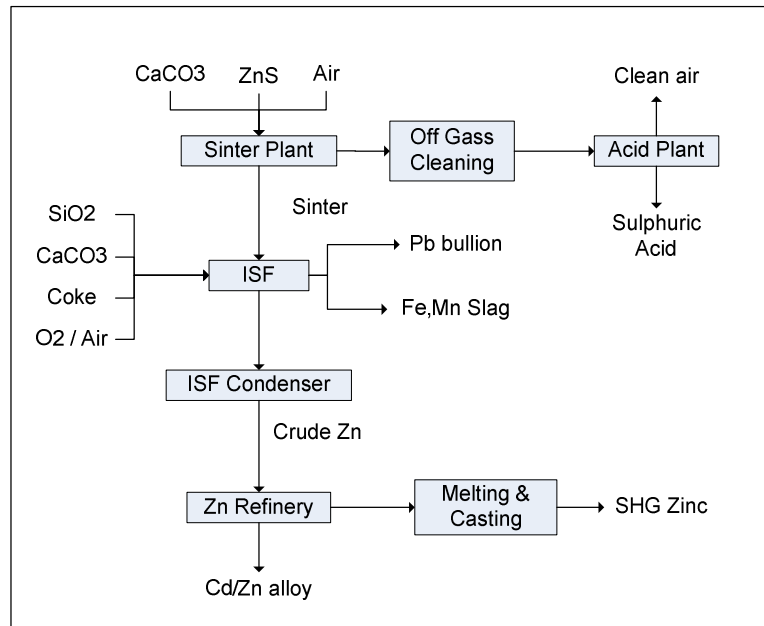 CaCO3
ZnS
Air
Clean air
Sinter Plant
Off Gass
Cleaning
Acid Plant
Sinter
Sulphuric
Acid
SiO2
CaCO3
Coke
O2 / Air
ISF
Pb bullion
Fe,Mn Slag
ISF Condenser
Crude Zn
Zn Refinery
Melting &
Casting
SHG Zinc
Cd/Zn alloy